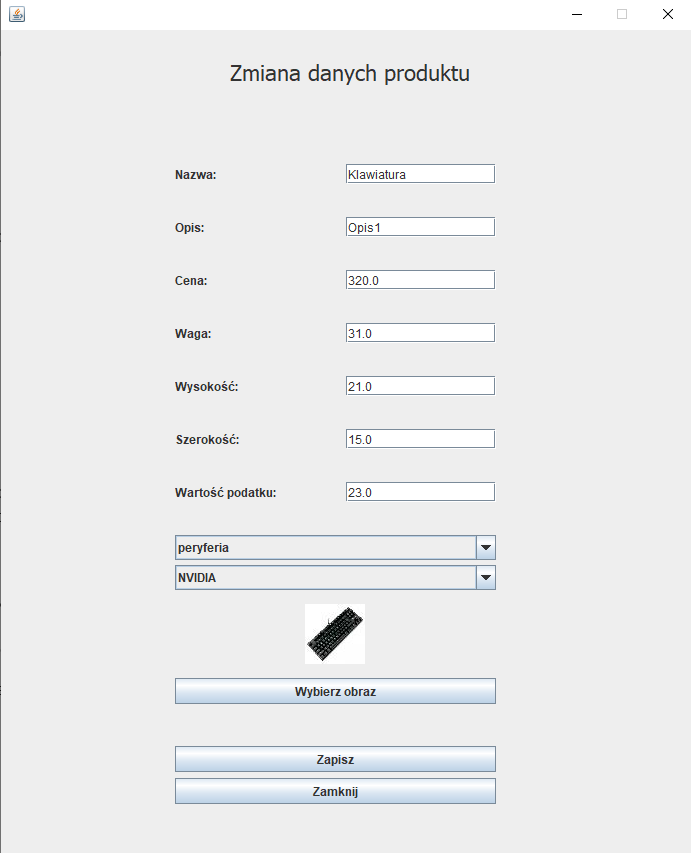 Zmiana danych produktu
Nazwa: Klawiatura
Opis: Opis1
Cena: 320.0
Waga: 31.0
Wysokość: 21.0
Szerokość: 15.0
Wartość podatku: 23.0
peryferia
NVIDIA
Wybierz obraz
Zapisz
Zamknij